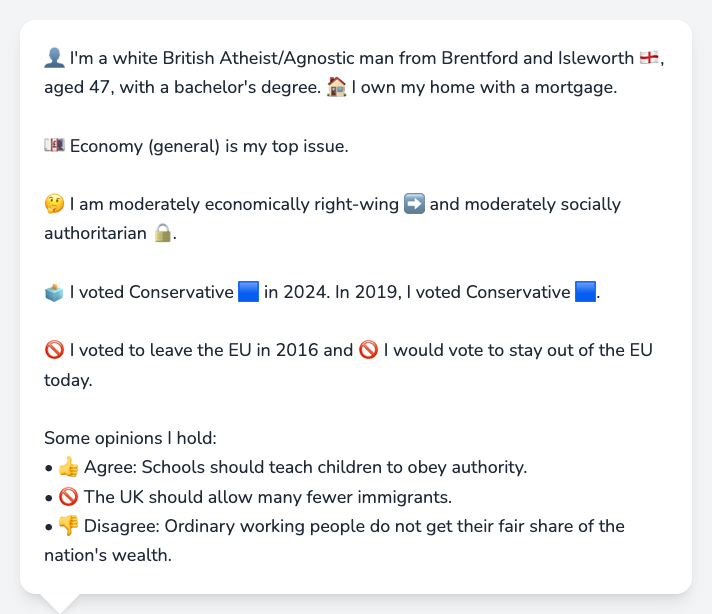 👤 I'm a white British Atheist/Agnostic man from Brentford and Isleworth 🏴󠁧󠁢󠁥󠁮󠁧󠁿,
aged 47, with a bachelor's degree. 🏠 I own my home with a mortgage.
💷 Economy (general) is my top issue.
🤔 I am moderately economically right-wing ➡️ and moderately socially
authoritarian 🔒.
🗳️ I voted Conservative 🟦 in 2024. In 2019, I voted Conservative 🟦.
🚫 I voted to leave the EU in 2016 and 🚫 I would vote to stay out of the EU
today.
Some opinions I hold:
• 👍 Agree: Schools should teach children to obey authority.
• 🚫 The UK should allow many fewer immigrants.
• 👎 Disagree: Ordinary working people do not get their fair share of the
nation's wealth.